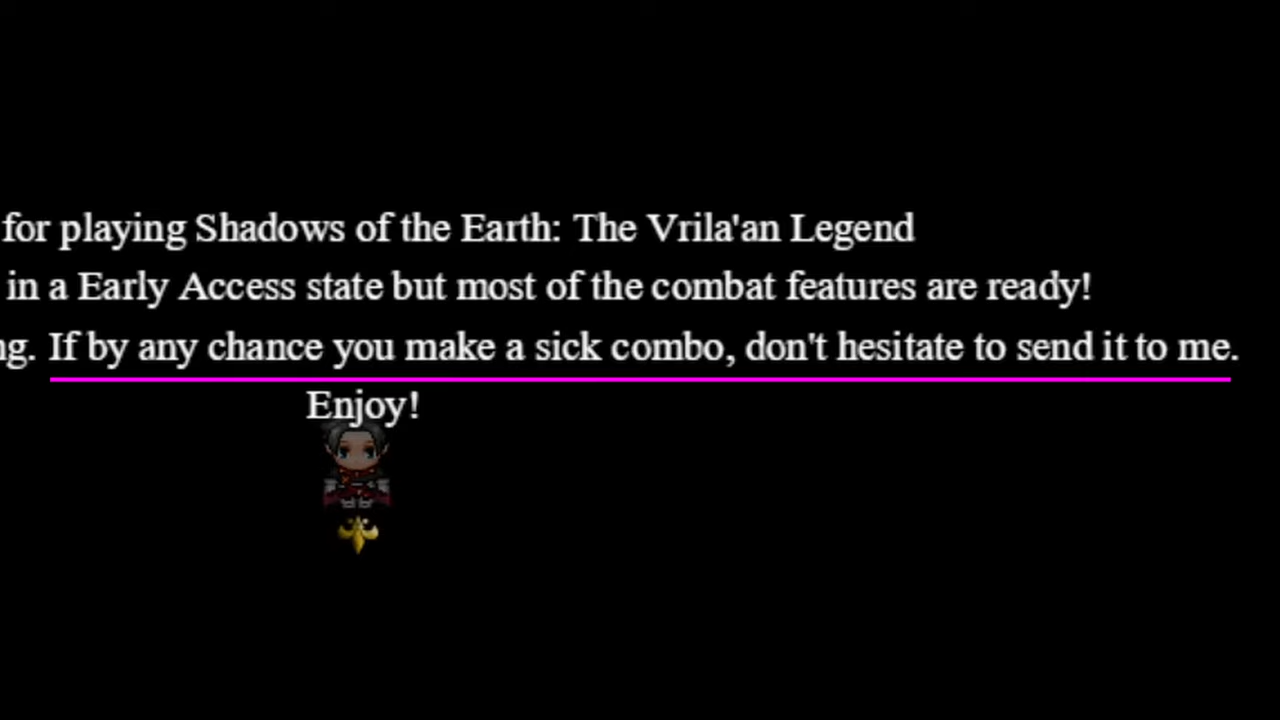 for playing Shadows of the Earth: The Vrila'an Legend
in a Early Access state but most of the combat features are ready!
If by any chance you make a sick combo, don't hesitate to send it to me.
Enjoy!